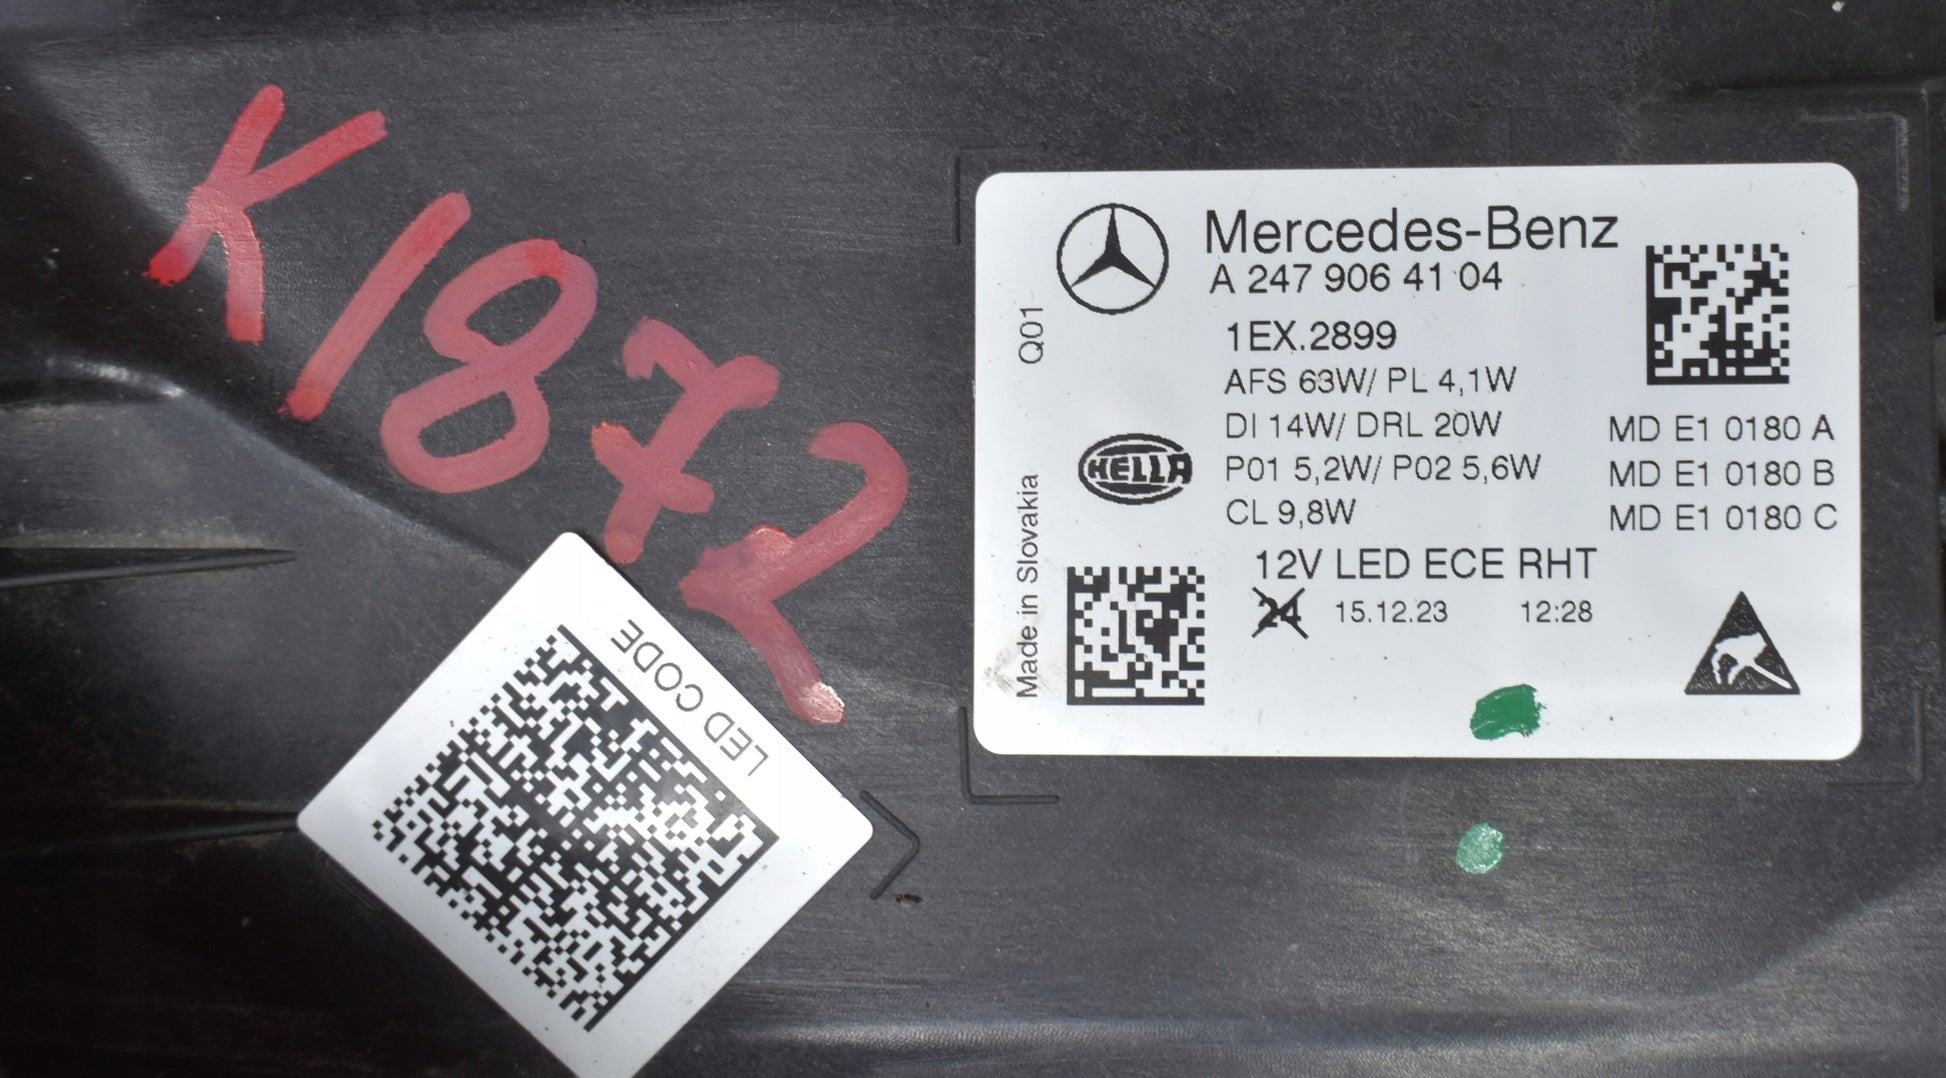 K1872
LED CODE
Mercedes-Benz
A 247 906 41 04
1EX.2899
AFS 63W/ PL 4,1W
DI 14W/ DRL 20W
P01 5,2W/ P02 5,6W
CL 9,8W
MD E1 0180 A
MD E1 0180 B
MD E1 0180 C
12V LED ECE RHT
24 15.12.23 12:28
HELLA
Q01
Made in Slovakia